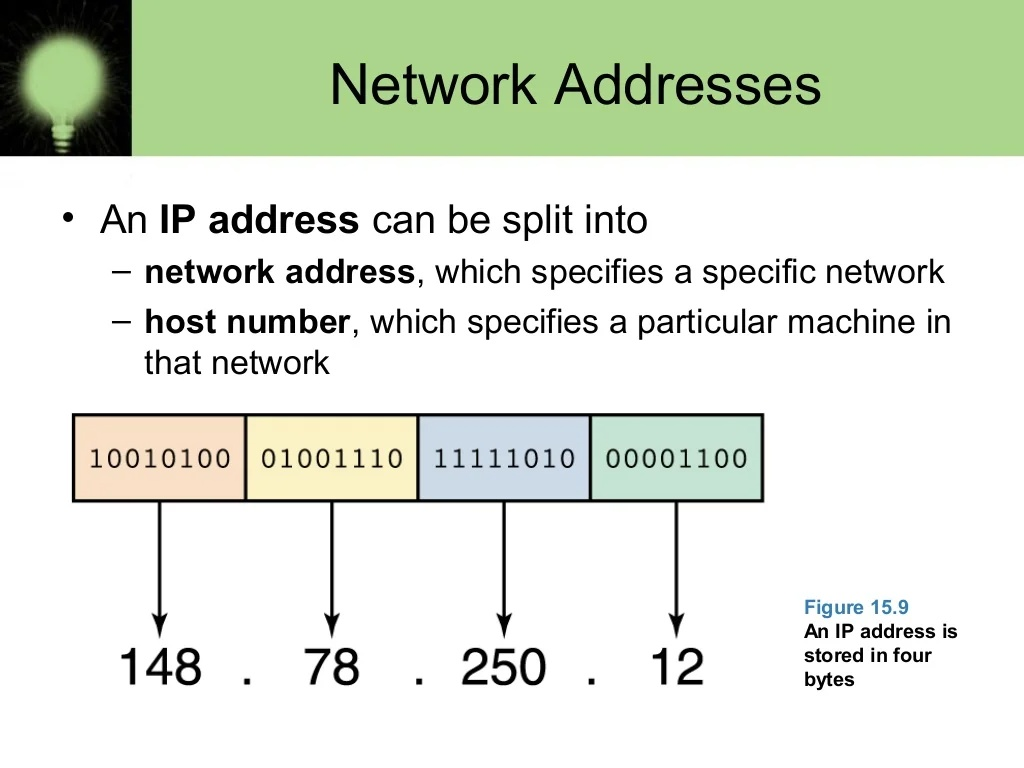 Network Addresses
• An IP address can be split into
– network address, which specifies a specific network
– host number, which specifies a particular machine in
that network
10010100 01001110 11111010 00001100
148 . 78 . 250 . 12
Figure 15.9
An IP address is
stored in four
bytes